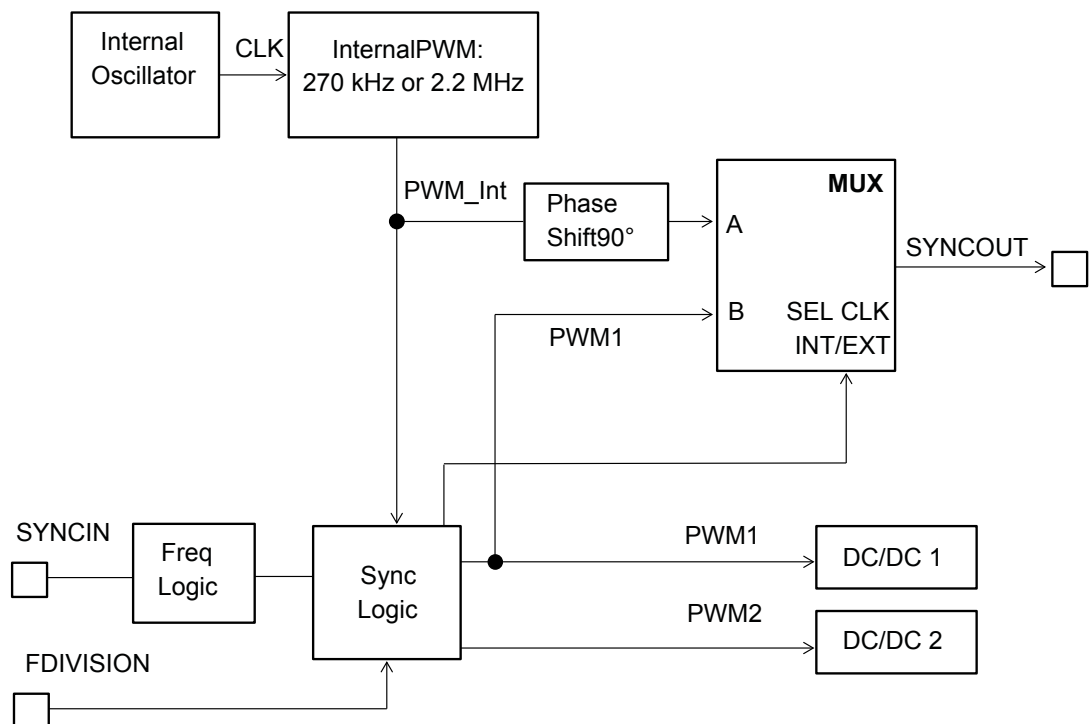 Internal
Oscillator
CLK
InternalPWM:
270 kHz or 2.2 MHz
PWM_Int
Phase
Shift90°
MUX
A
B
SEL CLK
INT/EXT
SYNCOUT
PWM1
SYNCIN
Freq
Logic
Sync
Logic
PWM1
DC/DC 1
PWM2
DC/DC 2
FDIVISION